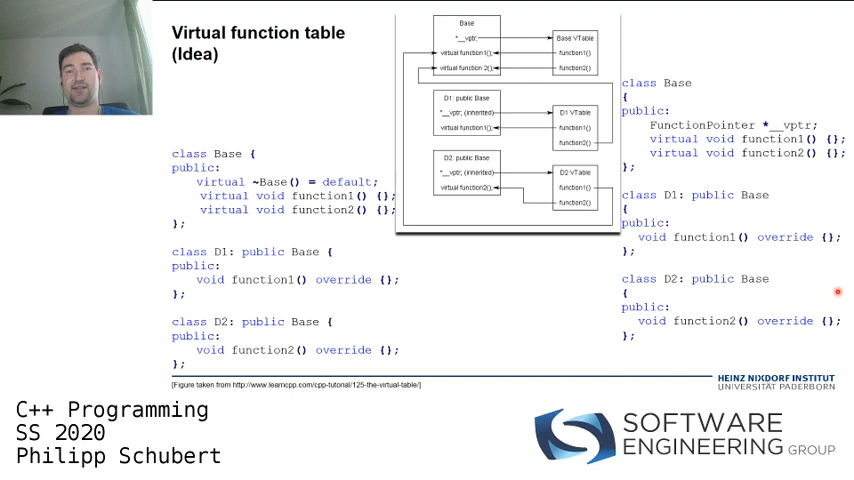 Virtual function table
(Idea)
class Base {
public:
virtual ~Base() = default;
virtual void function1() {};
virtual void function2() {};
};
class D1: public Base {
public:
void function1() override {};
};
class D2: public Base {
public:
void function2() override {};
};
Base
*__vptr;
virtual function1();
virtual function 2();
Base VTable
function1()
function2()
D1: public Base
*__vptr; (inherited)
virtual function1();
D1 VTable
function1()
function2()
D2: public Base
*__vptr; (inherited)
virtual function2();
D2 VTable
function1()
function2()
class Base
{
public:
FunctionPointer *__vptr;
virtual void function1() {};
virtual void function2() {};
};
class D1: public Base
{
public:
void function1() override {};
};
class D2: public Base
{
public:
void function2() override {};
};
[Figure taken from http://www.learncpp.com/cpp-tutorial/125-the-virtual-table/]
HEINZ NIXDORF INSTITUT
UNIVERSITÄT PADERBORN
C++ Programming
SS 2020
Philipp Schubert
SOFTWARE
ENGINEERING GROUP